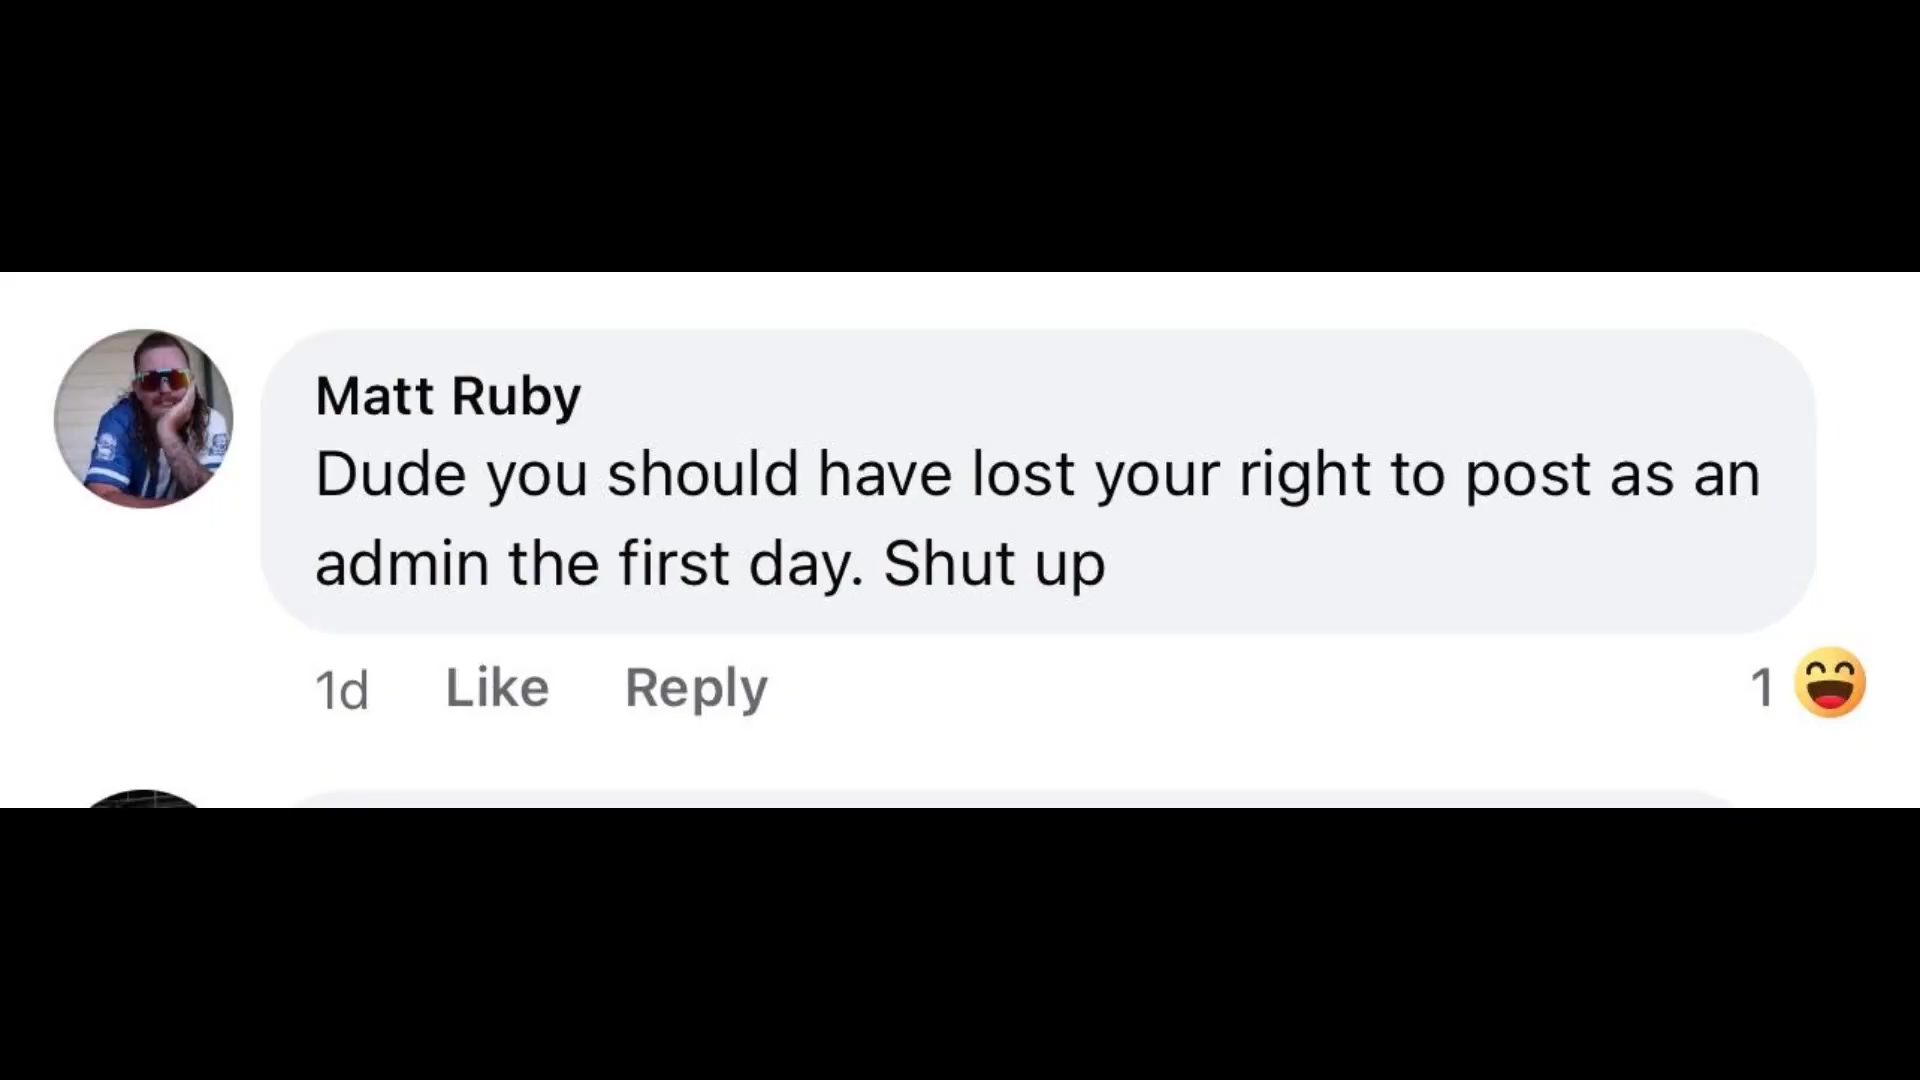 Matt Ruby
Dude you should have lost your right to post as an
admin the first day. Shut up
1d Like Reply 1